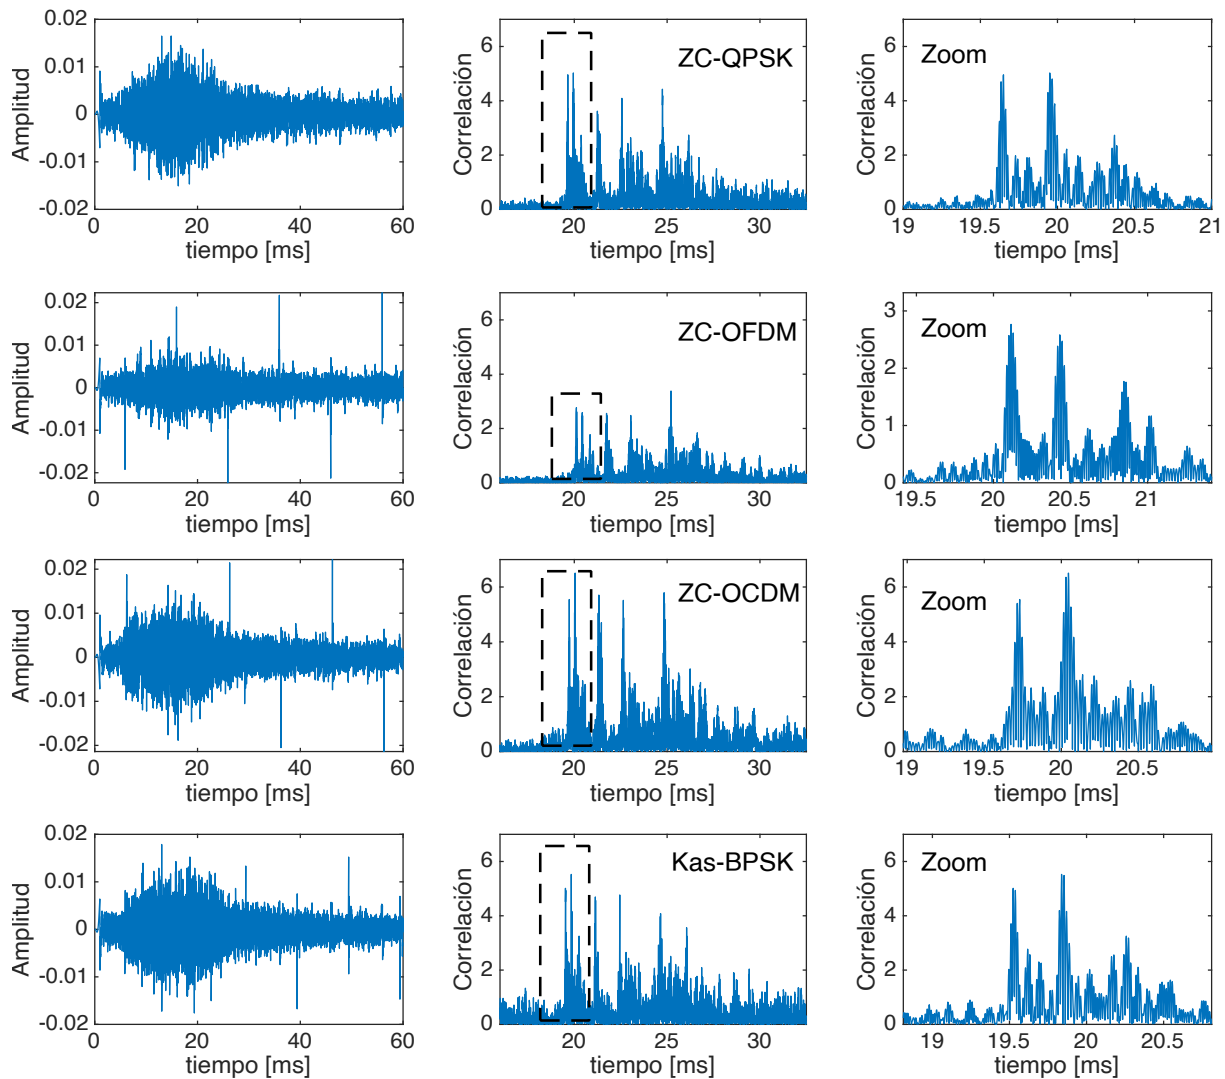 0.02
0.01
0
-0.01
-0.02
Amplitud
0 20 40 60
tiempo [ms]
6
4
2
0
Correlación
ZC-QPSK
20 25 30
tiempo [ms]
6
4
2
0
Correlación
Zoom
19 19.5 20 20.5 21
tiempo [ms]
0.02
0.01
0
-0.01
-0.02
Amplitud
0 20 40 60
tiempo [ms]
6
4
2
0
Correlación
ZC-OFDM
20 25 30
tiempo [ms]
3
2
1
0
Correlación
Zoom
19.5 20 20.5 21
tiempo [ms]
0.02
0.01
0
-0.01
-0.02
Amplitud
0 20 40 60
tiempo [ms]
6
4
2
0
Correlación
ZC-OCDM
20 25 30
tiempo [ms]
6
4
2
0
Correlación
Zoom
19 19.5 20 20.5
tiempo [ms]
0.02
0.01
0
-0.01
-0.02
Amplitud
0 20 40 60
tiempo [ms]
6
4
2
0
Correlación
Kas-BPSK
20 25 30
tiempo [ms]
6
4
2
0
Correlación
Zoom
19 19.5 20 20.5
tiempo [ms]